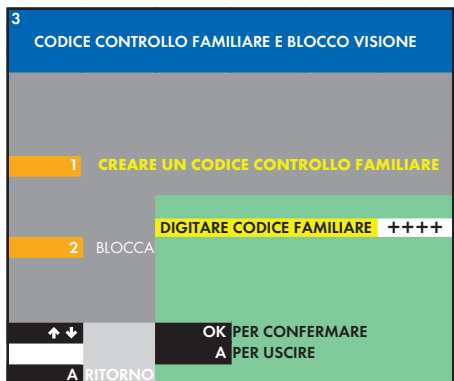 3
CODICE CONTROLLO FAMILIARE E BLOCCO VISIONE
1 CREARE UN CODICE CONTROLLO FAMILIARE
DIGITARE CODICE FAMILIARE ++++
2 BLOCCA
↑ ↓ OK PER CONFERMARE
A PER USCIRE
A RITORNO